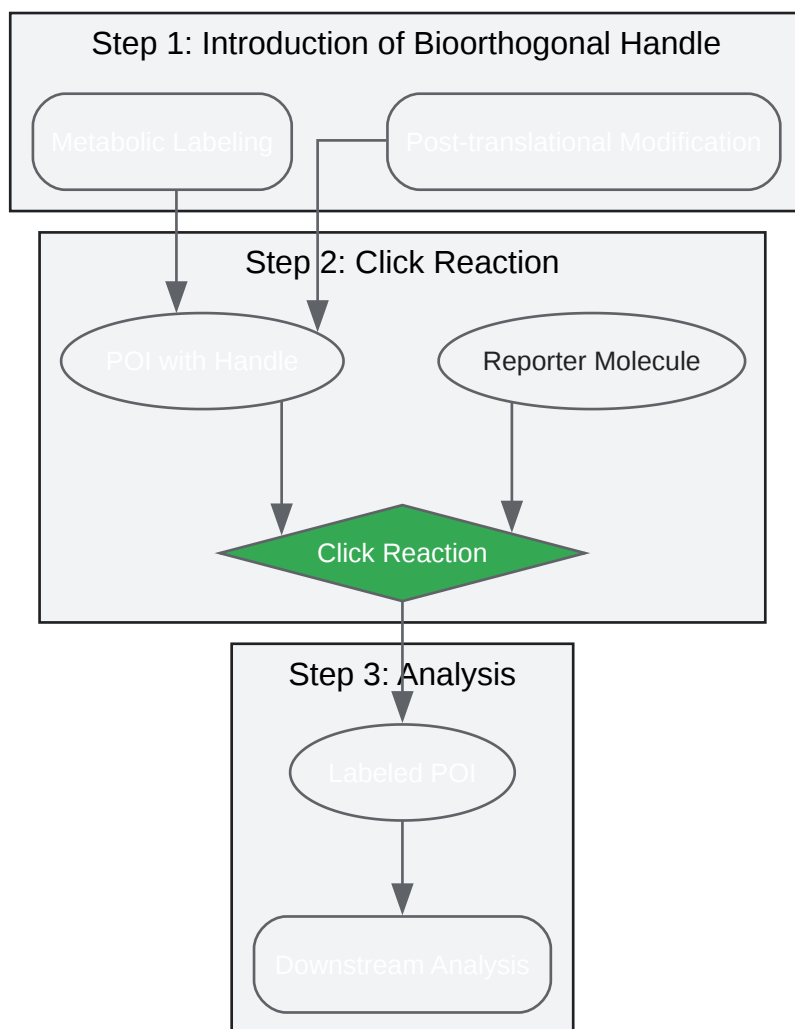 Step 1: Introduction of Bioorthogonal Handle
Metabolic Labeling
Post-translational Modification
Step 2: Click Reaction
POI with Handle
Reporter Molecule
Click Reaction
Step 3: Analysis
Labeled POI
Downstream Analysis